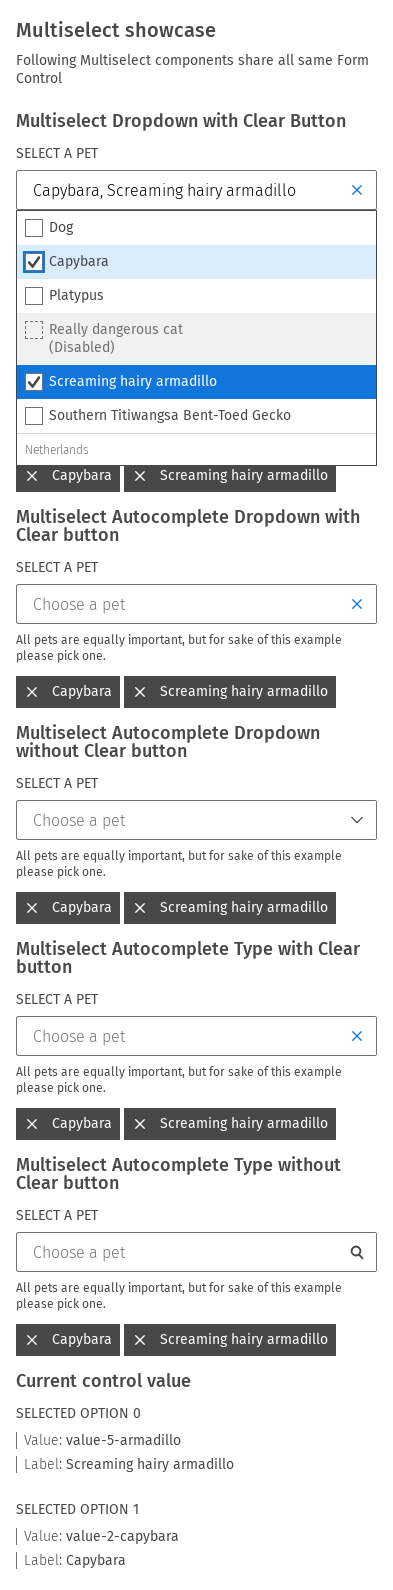 Multiselect showcase
Following Multiselect components share all same Form
Control
Multiselect Dropdown with Clear Button
SELECT A PET
Capybara, Screaming hairy armadillo
Dog
Capybara
Platypus
Really dangerous cat
(Disabled)
Screaming hairy armadillo
Southern Titiwangsa Bent-Toed Gecko
Netherlands
Capybara Screaming hairy armadillo
Multiselect Autocomplete Dropdown with
Clear button
SELECT A PET
Choose a pet
All pets are equally important, but for sake of this example
please pick one.
Capybara Screaming hairy armadillo
Multiselect Autocomplete Dropdown
without Clear button
SELECT A PET
Choose a pet
All pets are equally important, but for sake of this example
please pick one.
Capybara Screaming hairy armadillo
Multiselect Autocomplete Type with Clear
button
SELECT A PET
Choose a pet
All pets are equally important, but for sake of this example
please pick one.
Capybara Screaming hairy armadillo
Multiselect Autocomplete Type without
Clear button
SELECT A PET
Choose a pet
All pets are equally important, but for sake of this example
please pick one.
Capybara Screaming hairy armadillo
Current control value
SELECTED OPTION 0
Value: value-5-armadillo
Label: Screaming hairy armadillo
SELECTED OPTION 1
Value: value-2-capybara
Label: Capybara